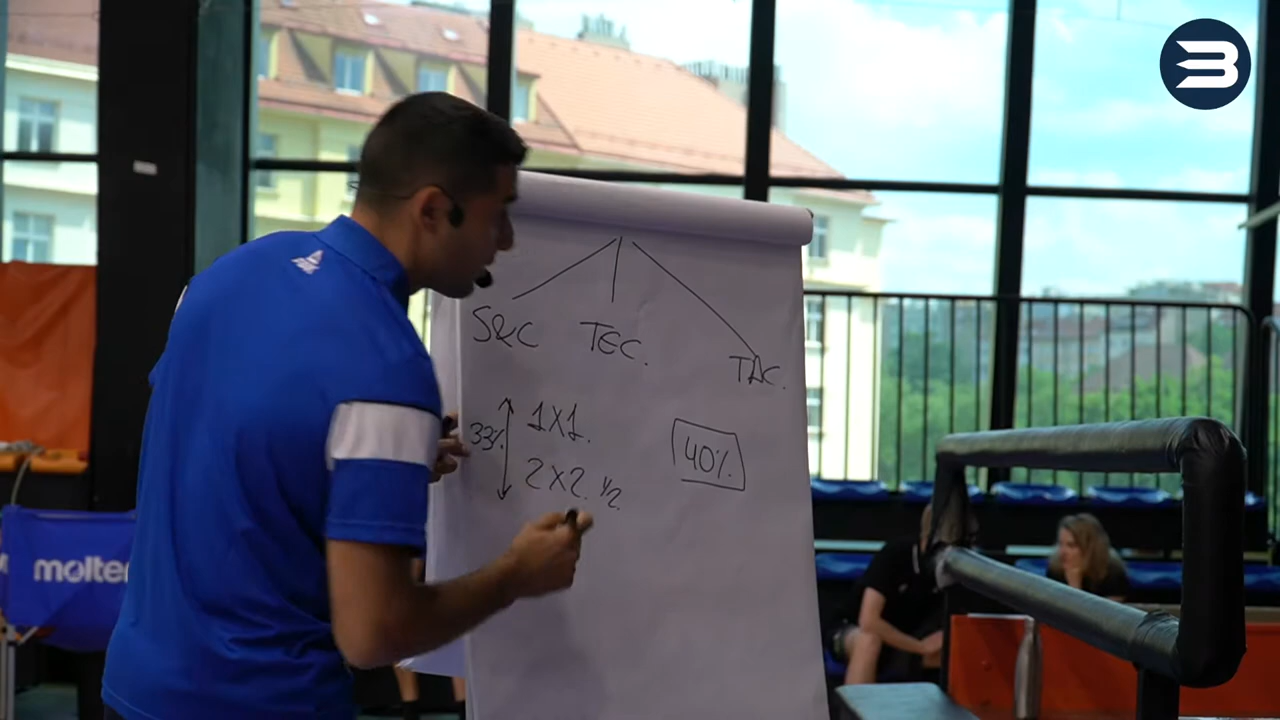 S&C TEC. TAC.
33% 1X1.
40%
2X2. 1/2.
molten